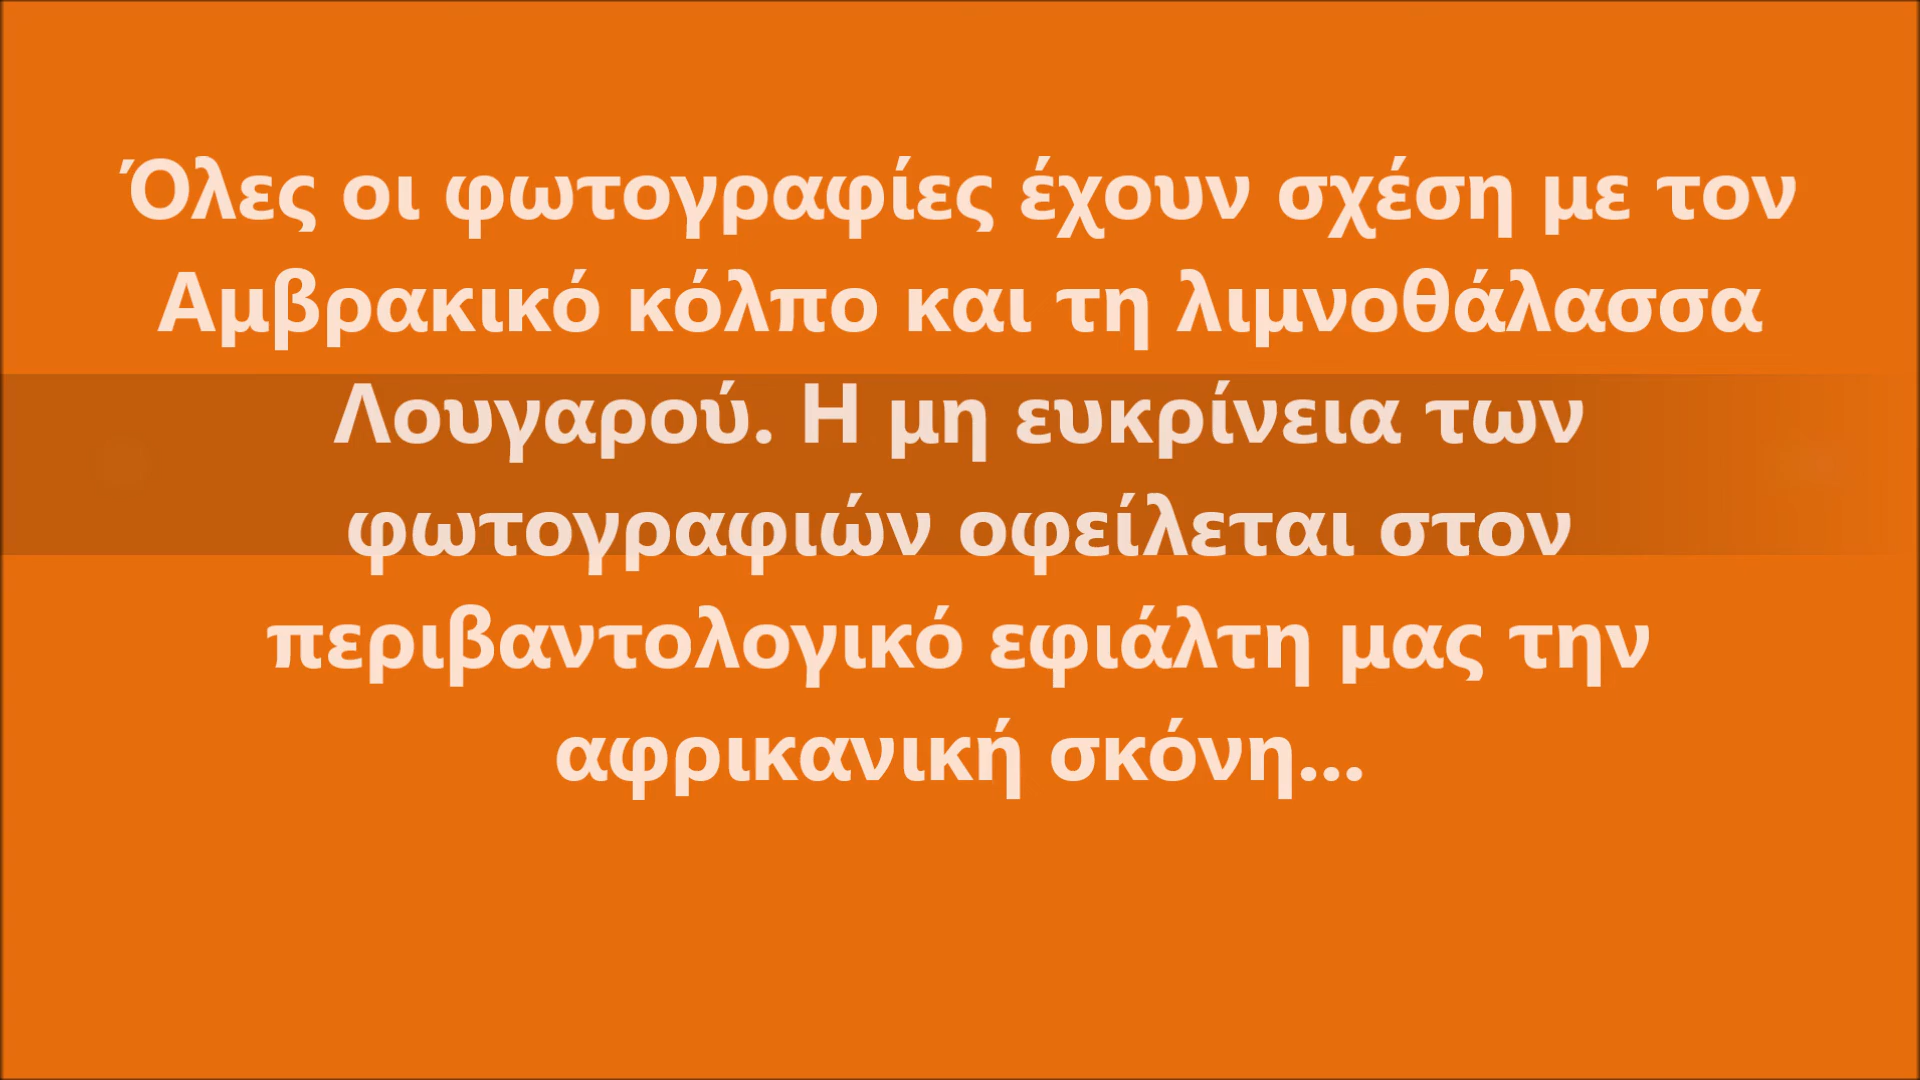 Όλες οι φωτογραφίες έχουν σχέση με τον
Αμβρακικό κόλπο και τη λιμνοθάλασσα
Λουγαρού. Η μη ευκρίνεια των
φωτογραφιών οφείλεται στον
περιβαντολογικό εφιάλτη μας την
αφρικανική σκόνη...